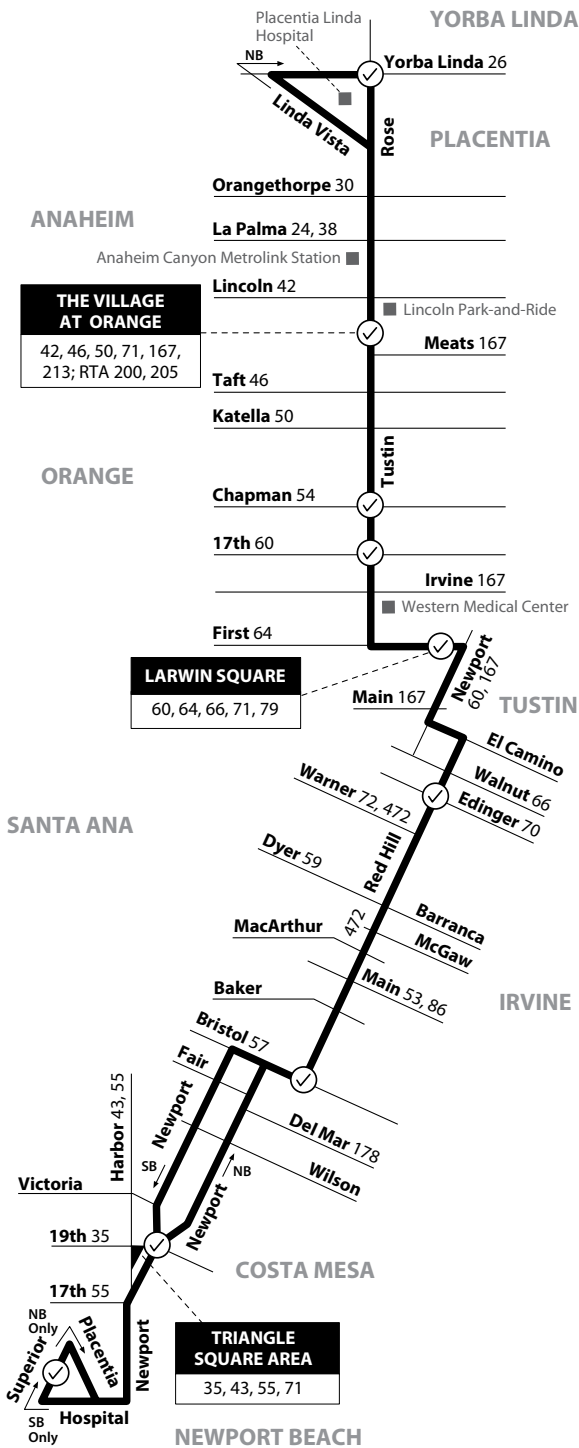 Placentia Linda
Hospital
YORBA LINDA
NB
Yorba Linda 26
Linda Vista
Rose
PLACENTIA
Orangethorpe 30
ANAHEIM
La Palma 24, 38
Anaheim Canyon Metrolink Station
Lincoln 42
THE VILLAGE
AT ORANGE
42, 46, 50, 71, 167,
213; RTA 200, 205
Lincoln Park-and-Ride
Meats 167
Taft 46
Katella 50
Tustin
ORANGE
Chapman 54
17th 60
Irvine 167
Western Medical Center
First 64
LARWIN SQUARE
60, 64, 66, 71, 79
Newport
60, 167
Main 167
TUSTIN
El Camino
Walnut 66
Edinger 70
Warner 72, 472
SANTA ANA
Dyer 59
Red Hill
472
Barranca
McGaw
MacArthur
Main 53, 86
IRVINE
Baker
Bristol 57
Fair
Harbor 43, 55
Newport
SB
Del Mar 178
Wilson
NB
Newport
Victoria
19th 35
COSTA MESA
17th 55
NB
Only
Placentia
Superior
Newport
TRIANGLE
SQUARE AREA
35, 43, 55, 71
SB
Only
Hospital
NEWPORT BEACH